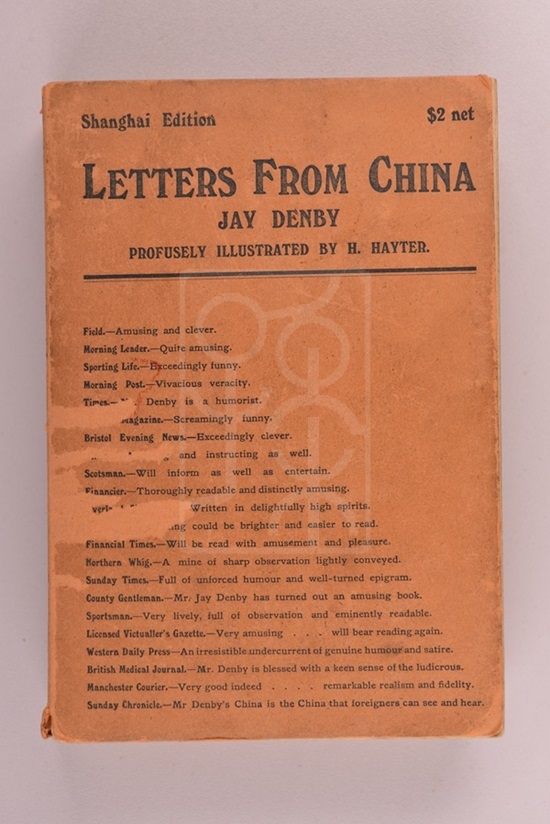 Shanghai Edition
$2 net
LETTERS FROM CHINA
JAY DENBY
PROFUSELY ILLUSTRATED BY H. HAYTER.
Field.—Amusing and clever.
Morning Leader.—Quite amusing.
Sporting Life.—Exceedingly funny.
Morning Post.—Vivacious veracity.
Times.— Denby is a humorist.
Magazine.—Screamingly funny.
Bristol Evening News.—Exceedingly clever.
and instructing as well.
Scotsman.—Will inform as well as entertain.
Financier.—Thoroughly readable and distinctly amusing.
Written in delightfully high spirits.
could be brighter and easier to read.
Financial Times.—Will be read with amusement and pleasure.
Northern Whig.—A mine of sharp observation lightly conveyed.
Sunday Times.—Full of unforced humour and well-turned epigram.
County Gentleman.—Mr. Jay Denby has turned out an amusing book.
Sportsman.—Very lively, full of observation and eminently readable.
Licensed Victualler's Gazette.—Very amusing . . . will bear reading again.
Western Daily Press—An irresistible undercurrent of genuine humour and satire.
British Medical Journal.—Mr. Denby is blessed with a keen sense of the ludicrous.
Manchester Courier.—Very good indeed . . . . remarkable realism and fidelity.
Sunday Chronicle.—Mr Denby's China is the China that foreigners can see and hear.